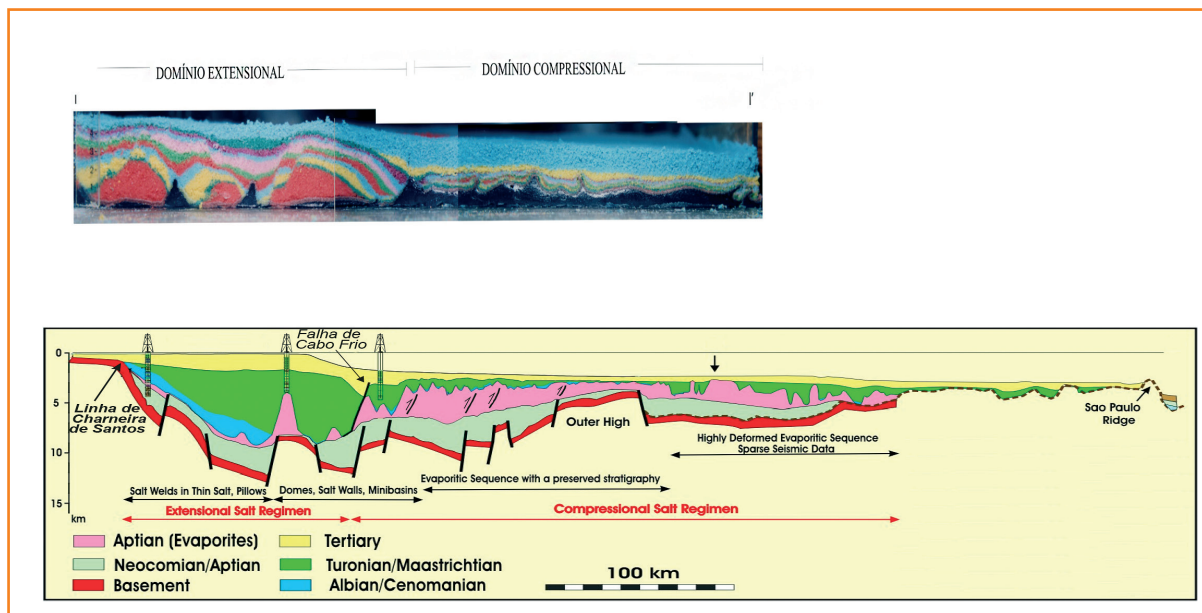 DOMÍNIO EXTENSIONAL
DOMÍNIO COMPRESSIONAL
I
I'
Falha de
Cabo Frio
0
5
10
15
km
Linha de
Charneira
de Santos
Outer High
Sao Paulo
Ridge
Highly Deformed Evaporitic Sequence
Sparse Seismic Data
Evaporitic Sequence with a preserved stratigraphy
Salt Welds in Thin Salt, Pillows
Domes, Salt Walls, Minibasins
Extensional Salt Regimen
Compressional Salt Regimen
Aptian (Evaporites)
Tertiary
Neocomian/Aptian
Turonian/Maastrichtian
Basement
Albian/Cenomanian
100 km